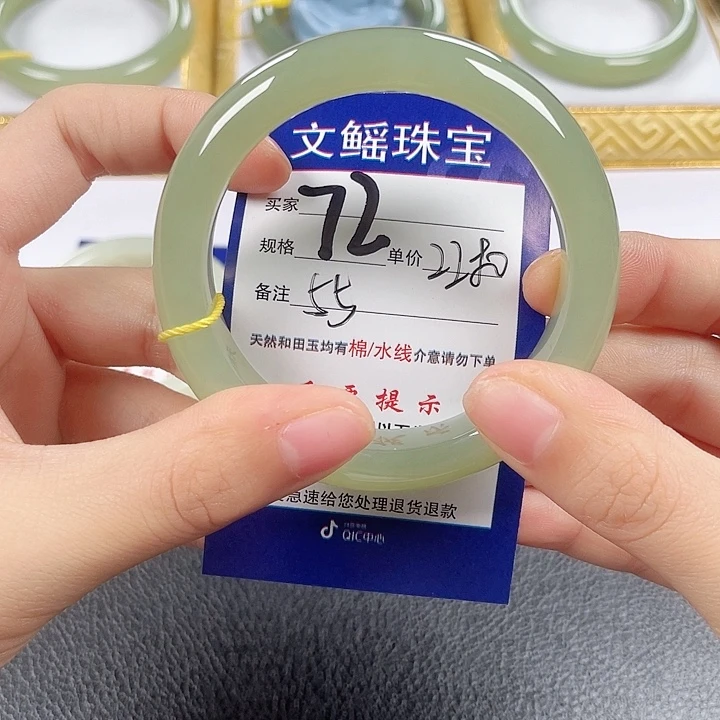 文鳐珠宝
买家 72
规格 单价
备注 55
天然和田玉均有棉/水线介意请勿下单
提示
急速给您处理退货退款
QIC中心